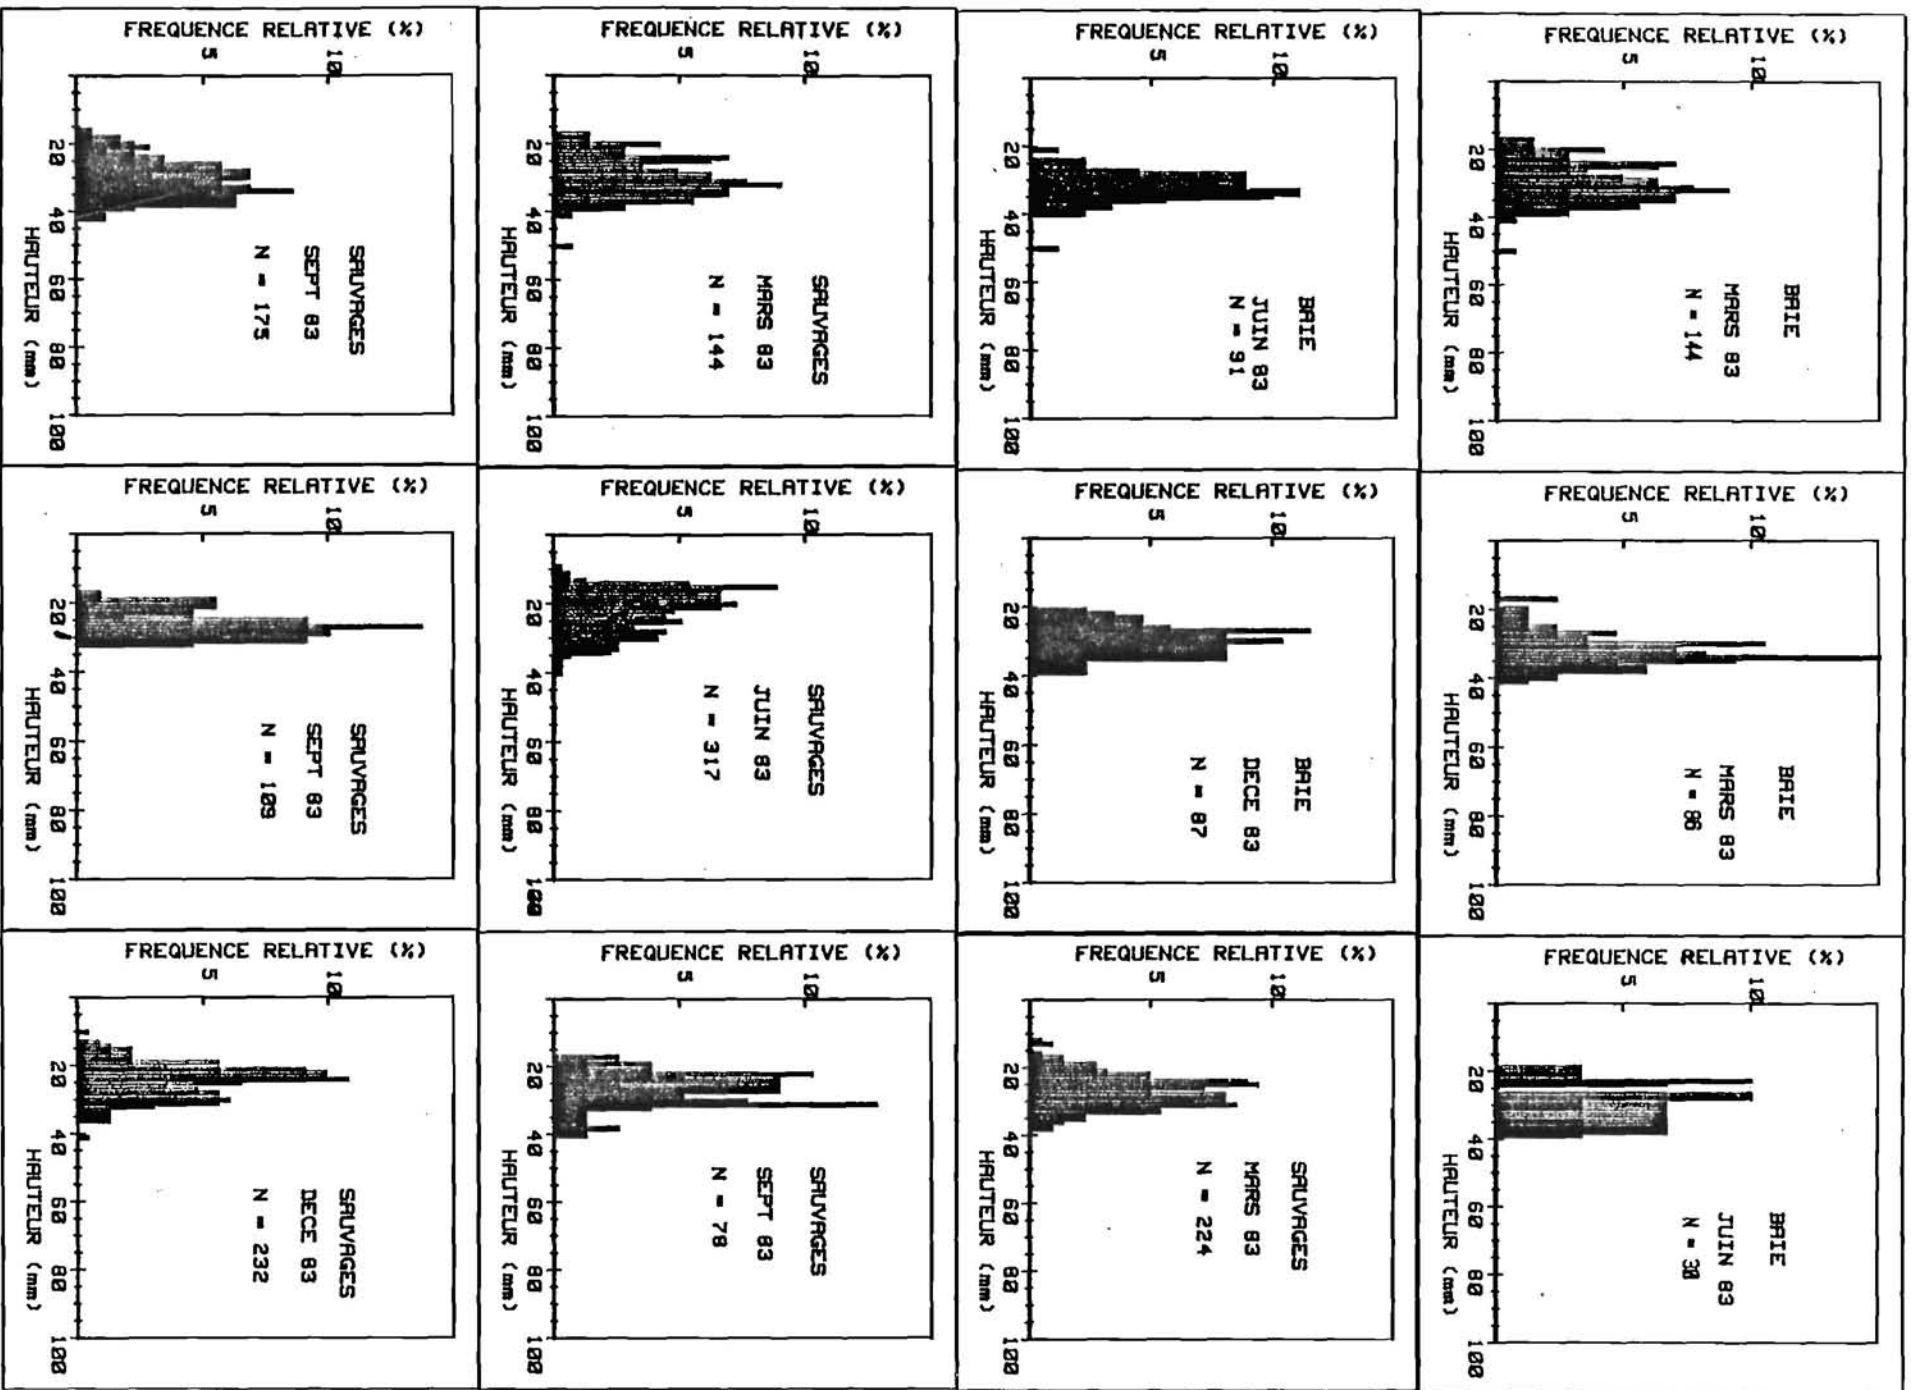 FREQUENCE RELATIVE (%)
10
5
BAIE
MARS 83
N = 144
20 40 60 80 100
HAUTEUR (mm)
FREQUENCE RELATIVE (%)
10
5
BAIE
MARS 83
N = 86
20 40 60 80 100
HAUTEUR (mm)
FREQUENCE RELATIVE (%)
10
5
BAIE
JUIN 83
N = 30
20 40 60 80 100
HAUTEUR (mm)
FREQUENCE RELATIVE (%)
10
5
BAIE
JUIN 83
N = 91
20 40 60 80 100
HAUTEUR (mm)
FREQUENCE RELATIVE (%)
10
5
BAIE
DECE 83
N = 87
20 40 60 80 100
HAUTEUR (mm)
FREQUENCE RELATIVE (%)
10
5
SAUVAGES
MARS 83
N = 224
20 40 60 80 100
HAUTEUR (mm)
FREQUENCE RELATIVE (%)
10
5
SAUVAGES
MARS 83
N = 144
20 40 60 80 100
HAUTEUR (mm)
FREQUENCE RELATIVE (%)
10
5
SAUVAGES
JUIN 83
N = 317
20 40 60 80 100
HAUTEUR (mm)
FREQUENCE RELATIVE (%)
10
5
SAUVAGES
SEPT 83
N = 78
20 40 60 80 100
HAUTEUR (mm)
FREQUENCE RELATIVE (%)
10
5
SAUVAGES
SEPT 83
N = 175
20 40 60 80 100
HAUTEUR (mm)
FREQUENCE RELATIVE (%)
10
5
SAUVAGES
SEPT 83
N = 109
20 40 60 80 100
HAUTEUR (mm)
FREQUENCE RELATIVE (%)
10
5
SAUVAGES
DECE 83
N = 232
20 40 60 80 100
HAUTEUR (mm)